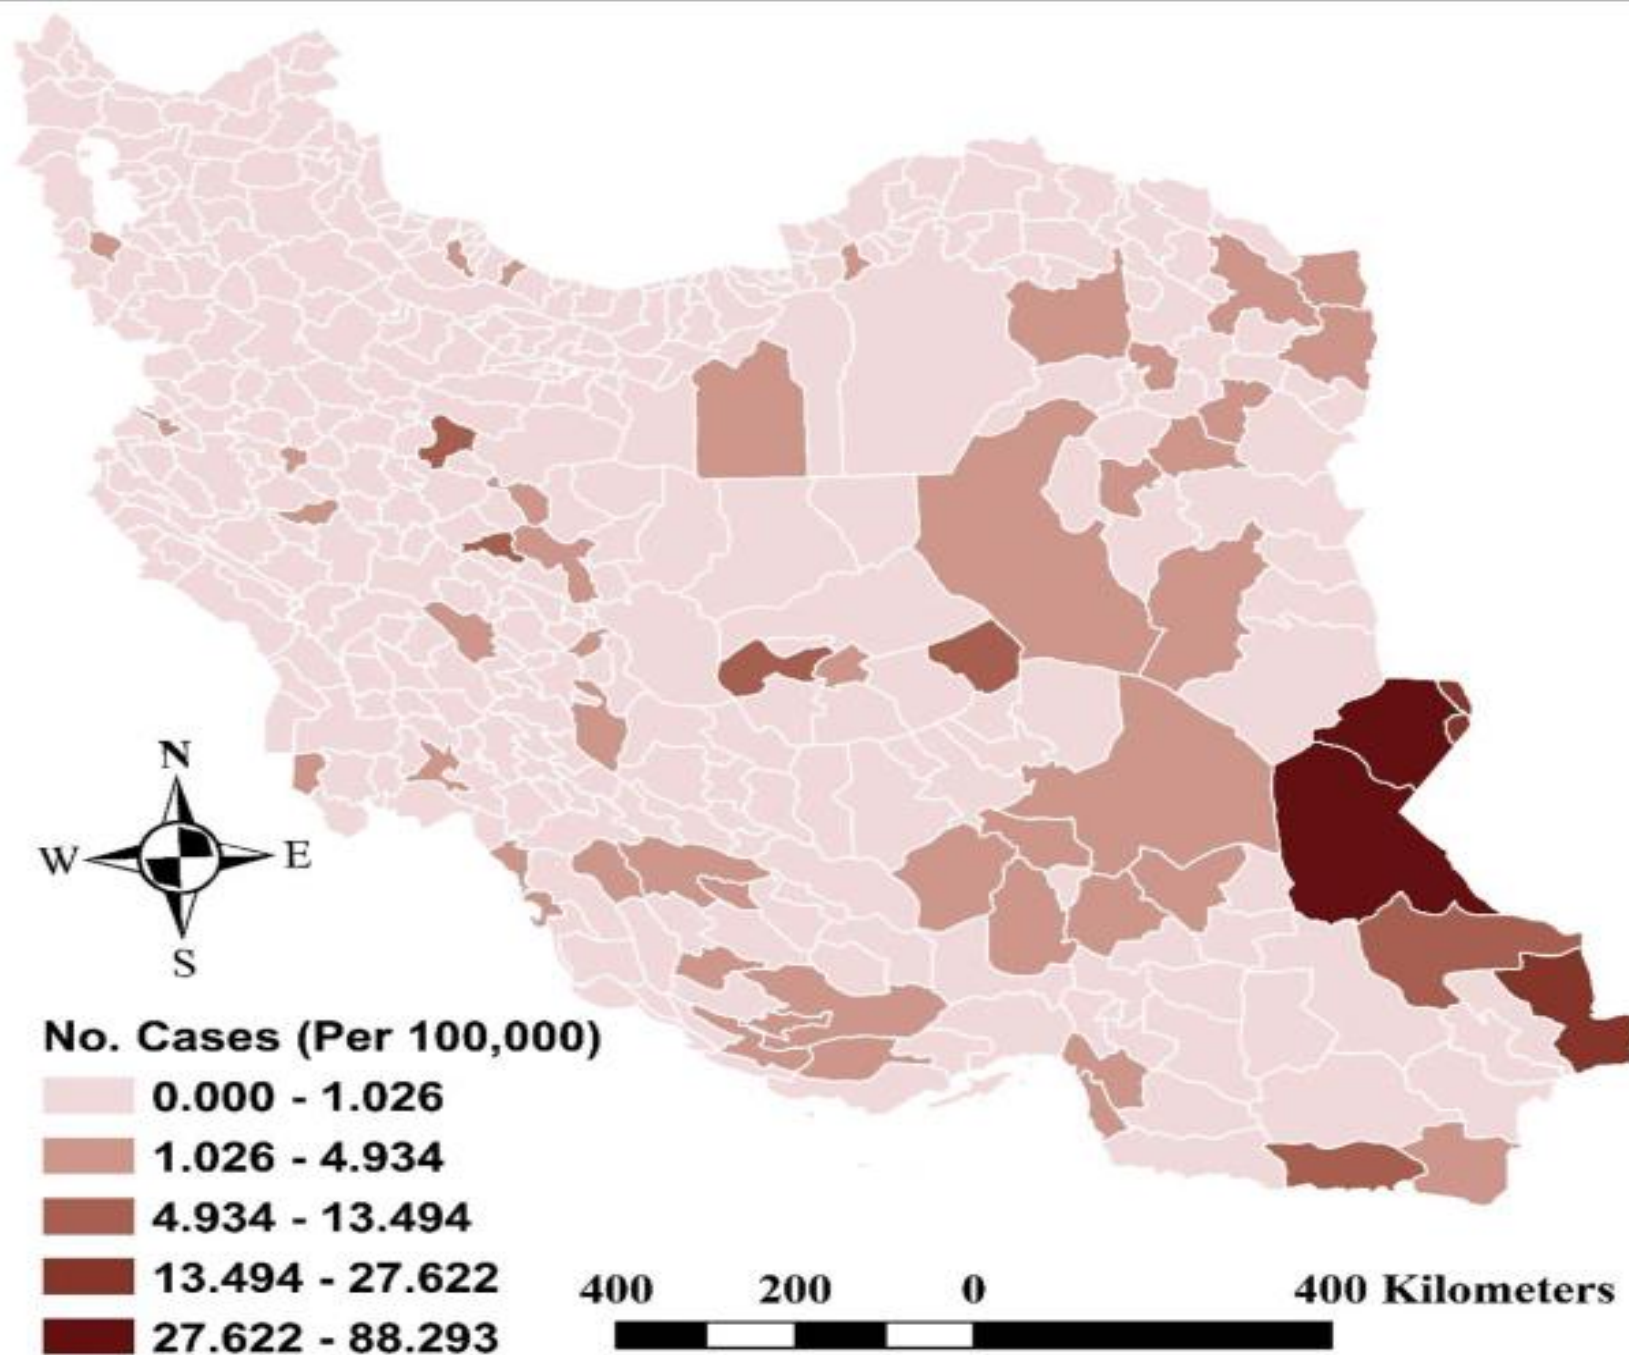 N
W E
S
No. Cases (Per 100,000)
0.000 - 1.026
1.026 - 4.934
4.934 - 13.494
13.494 - 27.622
27.622 - 88.293
400 200 0 400 Kilometers